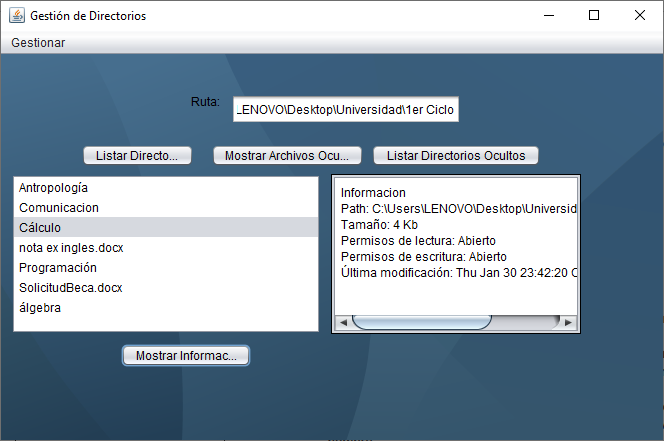 Gestión de Directorios
Gestionar
Ruta:
LENOVO\Desktop\Universidad\1er Ciclo
Listar Directo...
Mostrar Archivos Ocu...
Listar Directorios Ocultos
Antropología
Comunicacion
Cálculo
nota ex ingles.docx
Programación
SolicitudBeca.docx
álgebra
Informacion
Path: C:\Users\LENOVO\Desktop\Universid
Tamaño: 4 Kb
Permisos de lectura: Abierto
Permisos de escritura: Abierto
Última modificación: Thu Jan 30 23:42:20 C
Mostrar Informac...